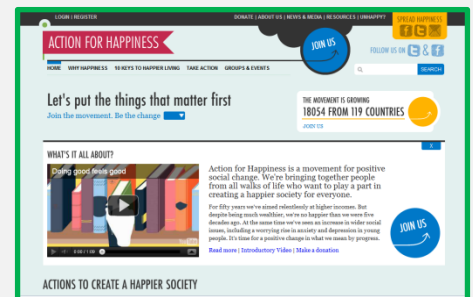 LOGIN | REGISTER
DONATE | ABOUT US | NEWS & MEDIA | RESOURCES | UNHAPPY?
SPREAD HAPPINESS
ACTION FOR HAPPINESS
JOIN US
FOLLOW US ON
HOME WHY HAPPINESS 10 KEYS TO HAPPIER LIVING TAKE ACTION GROUPS & EVENTS
SEARCH
Let's put the things that matter first
Join the movement. Be the change
THE MOVEMENT IS GROWING
18054 FROM 119 COUNTRIES
JOIN US
X
WHAT'S IT ALL ABOUT?
Doing good feels good
0:00 / 1:00
Action for Happiness is a movement for positive
social change. We're bringing together people
from all walks of life who want to play a part in
creating a happier society for everyone.
For fifty years we've aimed relentlessly at higher incomes. But
despite being much wealthier, we're no happier than we were five
decades ago. At the same time we've seen an increase in wider social
issues, including a worrying rise in anxiety and depression in young
people. It's time for a positive change in what we mean by progress.
Read more | Introductory Video | Make a donation
JOIN US
ACTIONS TO CREATE A HAPPIER SOCIETY